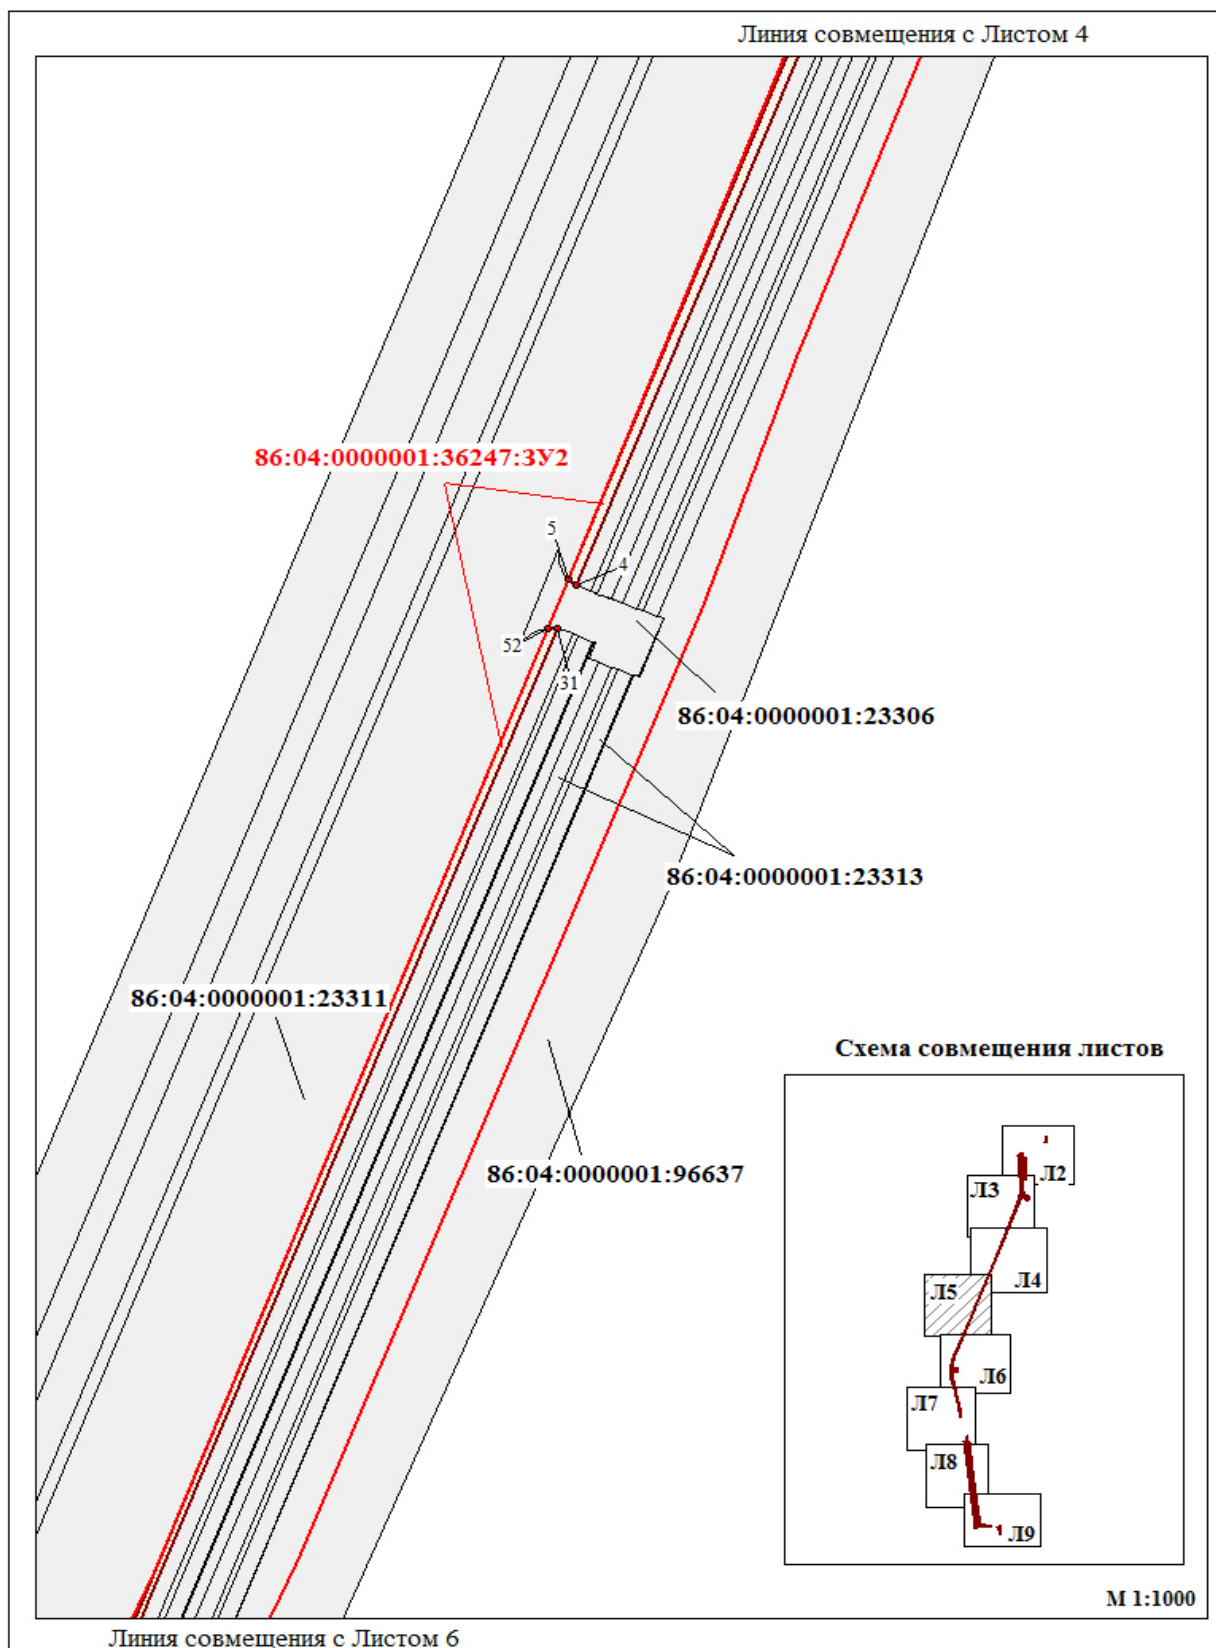 Линия совмещения с Листом 4
86:04:0000001:36247:ЗУ2
5
4
52
31
86:04:0000001:23306
86:04:0000001:23313
86:04:0000001:23311
Схема совмещения листов
86:04:0000001:96637
Л2
Л3
Л4
Л5
Л6
Л7
Л8
Л9
М 1:1000
Линия совмещения с Листом 6